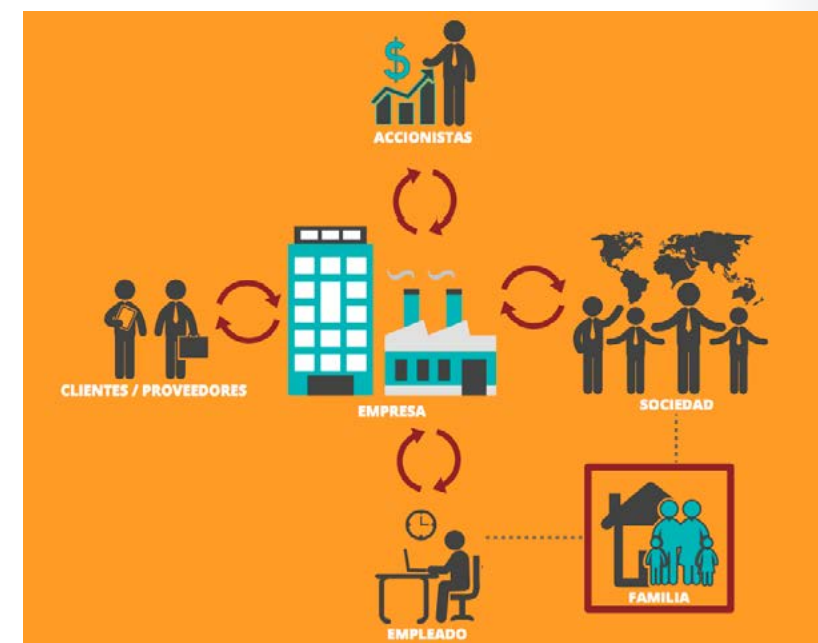 $
ACCIONISTAS
CLIENTES / PROVEEDORES
EMPRESA
SOCIEDAD
FAMILIA
EMPLEADO